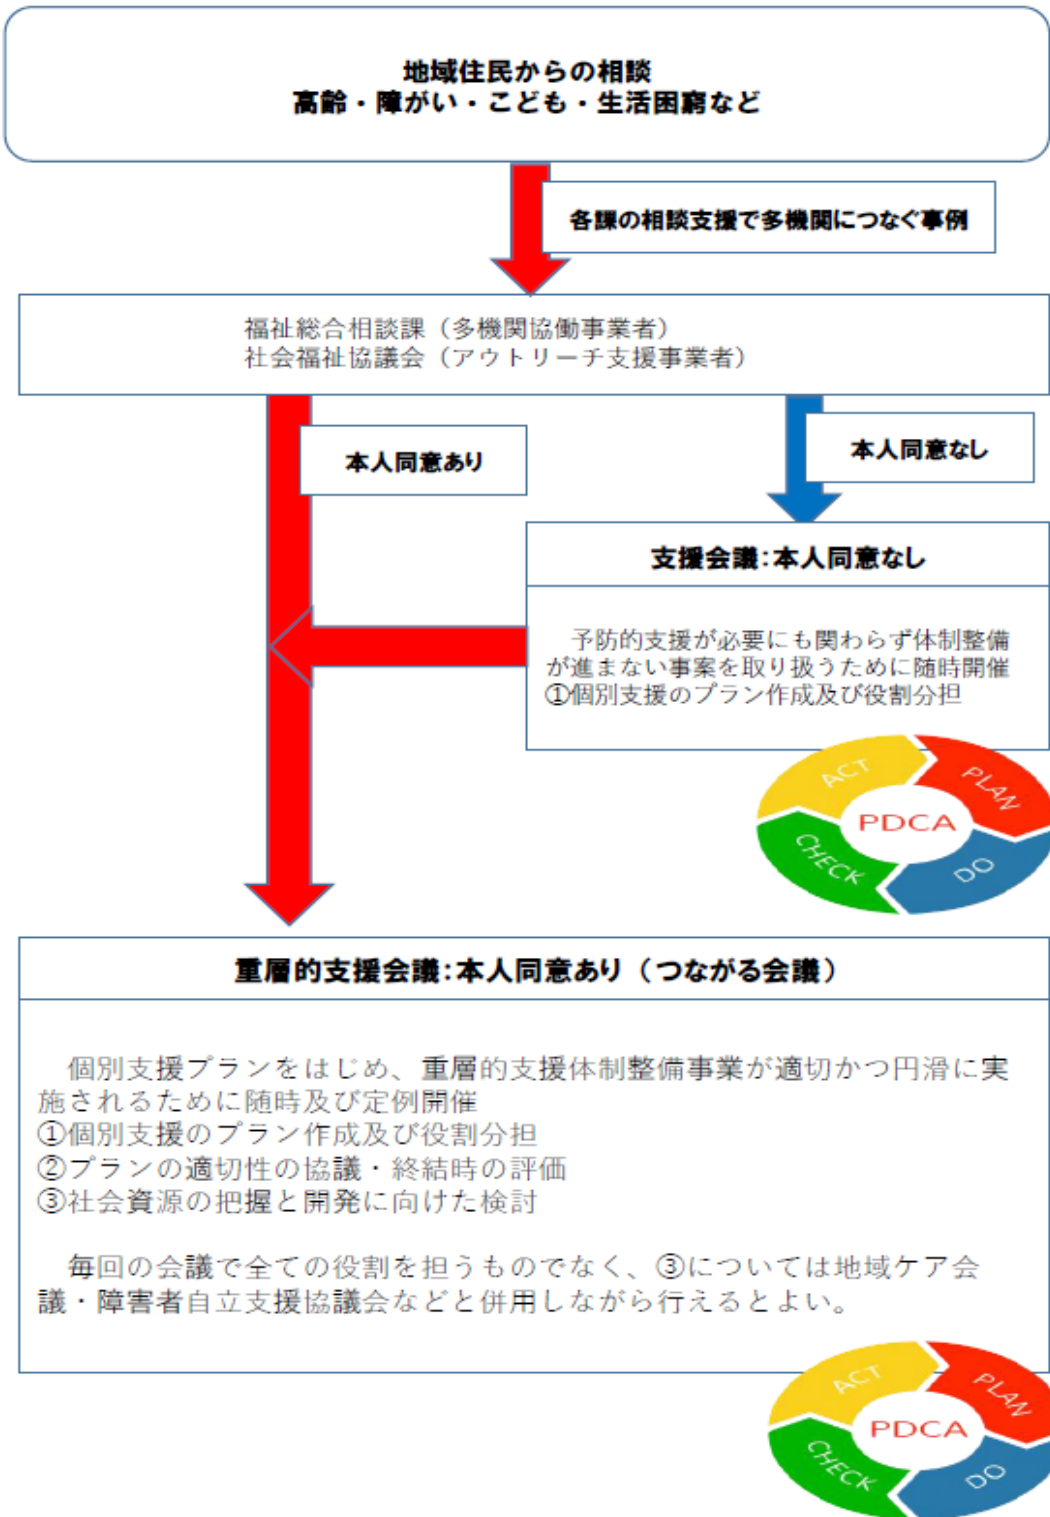 地域住民からの相談
高齢・障がい・こども・生活困窮など
各課の相談支援で多機関につなぐ事例
福祉総合相談課（多機関協働事業者）
社会福祉協議会（アウトリーチ支援事業者）
本人同意あり
本人同意なし
支援会議:本人同意なし
予防的支援が必要にも関わらず体制整備
が進まない事案を取り扱うために随時開催
①個別支援のプラン作成及び役割分担
ACT
PLAN
PDCA
CHECK
DO
重層的支援会議:本人同意あり（つながる会議）
個別支援プランをはじめ、重層的支援体制整備事業が適切かつ円滑に実
施されるために随時及び定例開催
①個別支援のプラン作成及び役割分担
②プランの適切性の協議・終結時の評価
③社会資源の把握と開発に向けた検討
毎回の会議で全ての役割を担うものでなく、③については地域ケア会
議・障害者自立支援協議会などと併用しながら行えるとよい。
ACT
PLAN
PDCA
CHECK
DO